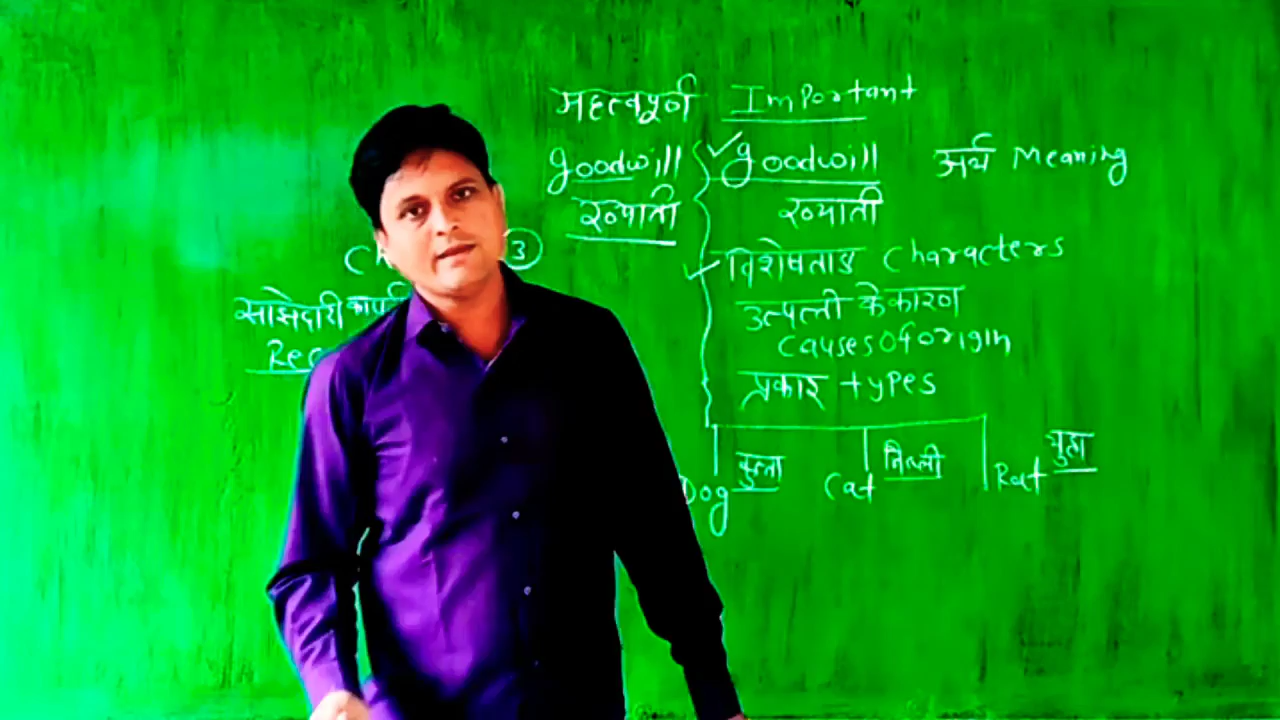 महत्वपूर्ण Important
goodwill ✓ goodwill अर्थ Meaning
ख्याती ख्याती
3
✓ विशेषताइ Characters
साझेदारी का
उत्पत्ती के कारण
Causes of origin
प्रकाइ types
कुत्ता बिल्ली चुहा
Dog Cat Rat